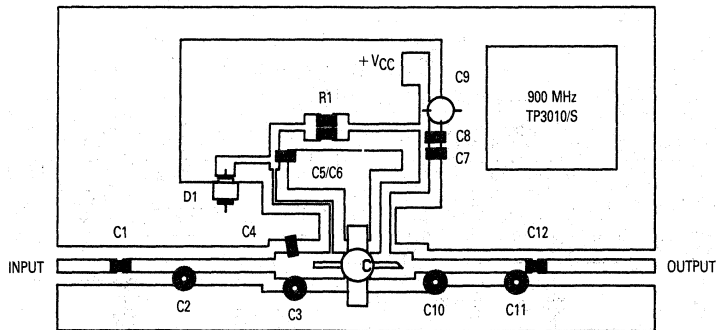 + VCC
C9
900 MHz
TP3010/S
R1
C8
C7
C5/C6
D1
C1
C4
C12
INPUT
C
OUTPUT
C2
C3
C10
C11